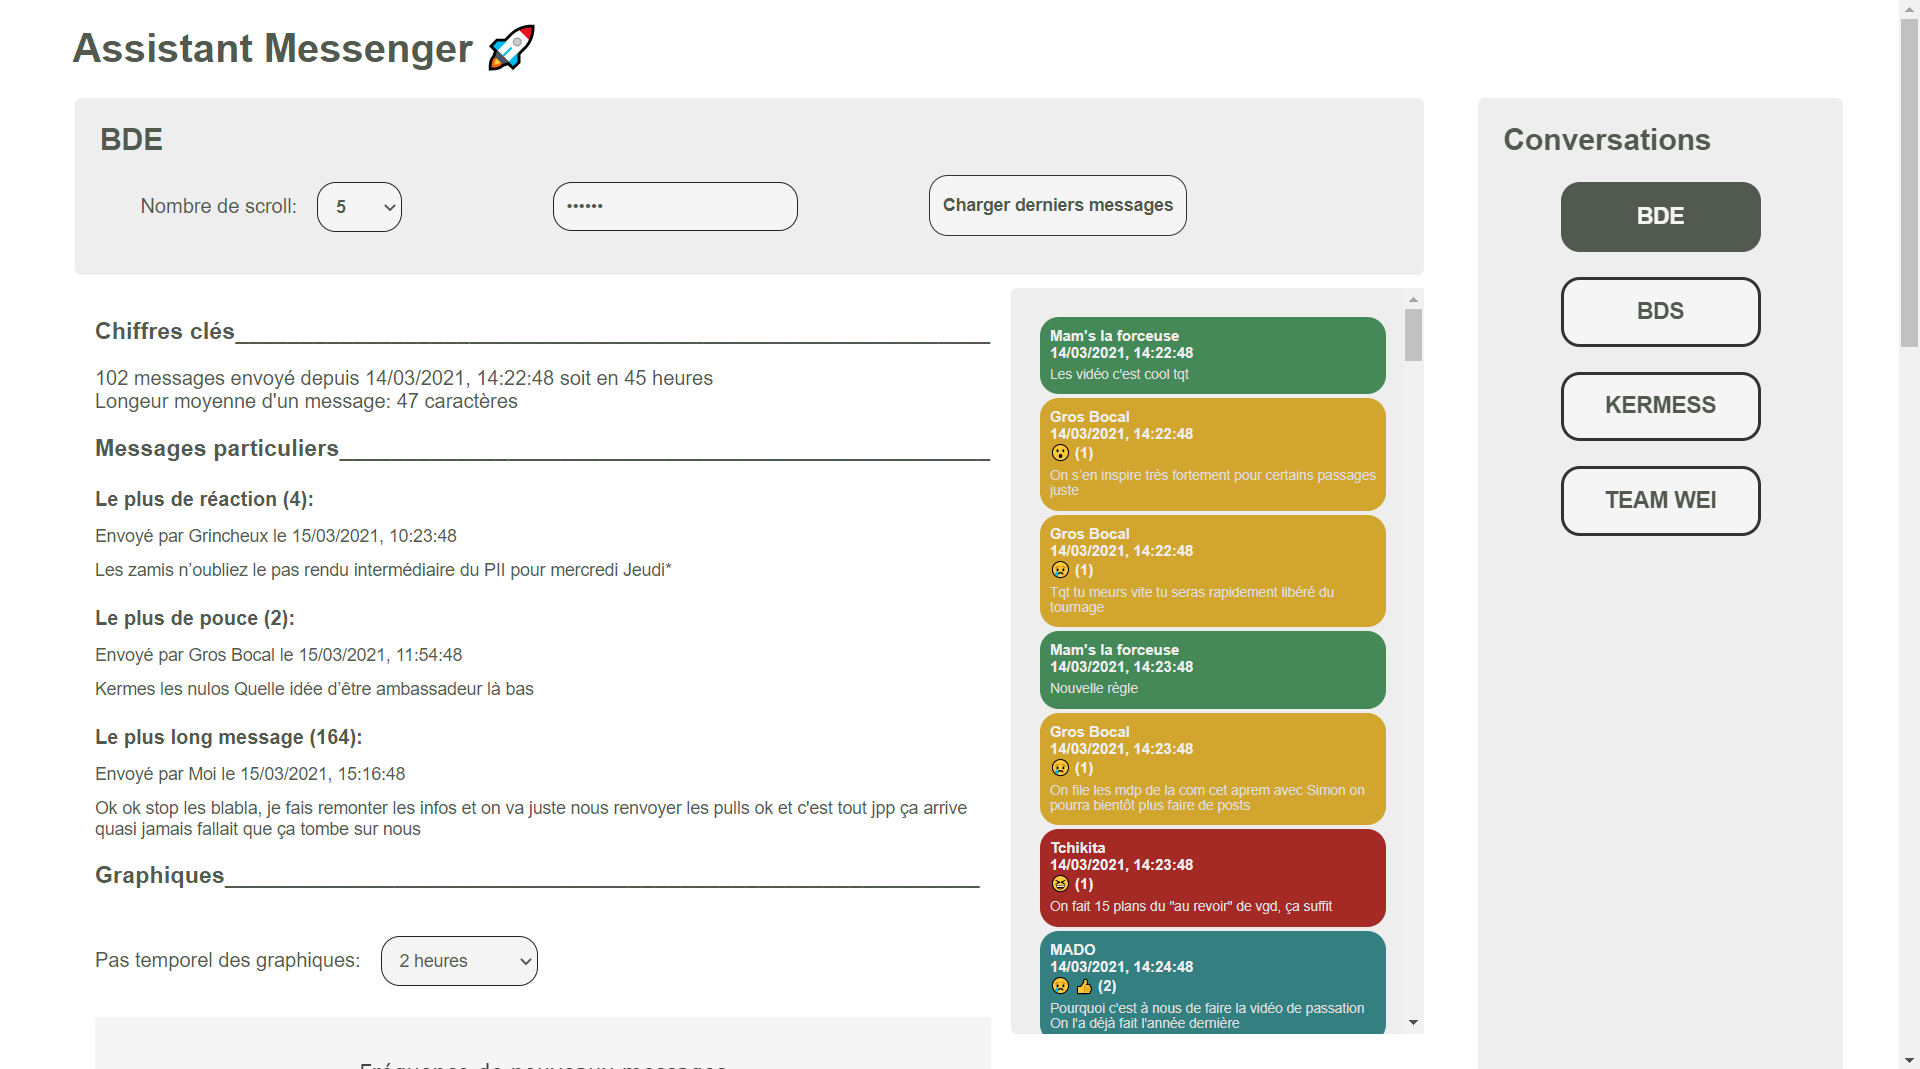 Assistant Messenger 🚀
BDE
Nombre de scroll:
5
••••••
Charger derniers messages
Chiffres clés
102 messages envoyé depuis 14/03/2021, 14:22:48 soit en 45 heures
Longeur moyenne d'un message: 47 caractères
Messages particuliers
Le plus de réaction (4):
Envoyé par Grincheux le 15/03/2021, 10:23:48
Les zamis n’oubliez le pas rendu intermédiaire du PII pour mercredi Jeudi*
Le plus de pouce (2):
Envoyé par Gros Bocal le 15/03/2021, 11:54:48
Kermes les nulos Quelle idée d’être ambassadeur là bas
Le plus long message (164):
Envoyé par Moi le 15/03/2021, 15:16:48
Ok ok stop les blabla, je fais remonter les infos et on va juste nous renvoyer les pulls ok et c'est tout jpp ça arrive
quasi jamais fallait que ça tombe sur nous
Graphiques
Pas temporel des graphiques:
2 heures
Fréquence de nouveaux messages
Mam's la forceuse
14/03/2021, 14:22:48
Les vidéo c'est cool tqt
Gros Bocal
14/03/2021, 14:22:48
😮 (1)
On s’en inspire très fortement pour certains passages
juste
Gros Bocal
14/03/2021, 14:22:48
😢 (1)
Tqt tu meurs vite tu seras rapidement libéré du
tournage
Mam's la forceuse
14/03/2021, 14:23:48
Nouvelle règle
Gros Bocal
14/03/2021, 14:23:48
😢 (1)
On file les mdp de la com cet aprem avec Simon on
pourra bientôt plus faire de posts
Tchikita
14/03/2021, 14:23:48
😆 (1)
On fait 15 plans du "au revoir" de vgd, ça suffit
MADO
14/03/2021, 14:24:48
😢 👍 (2)
Pourquoi c'est à nous de faire la vidéo de passation
On l'a déjà fait l'année dernière
Conversations
BDE
BDS
KERMESS
TEAM WEI